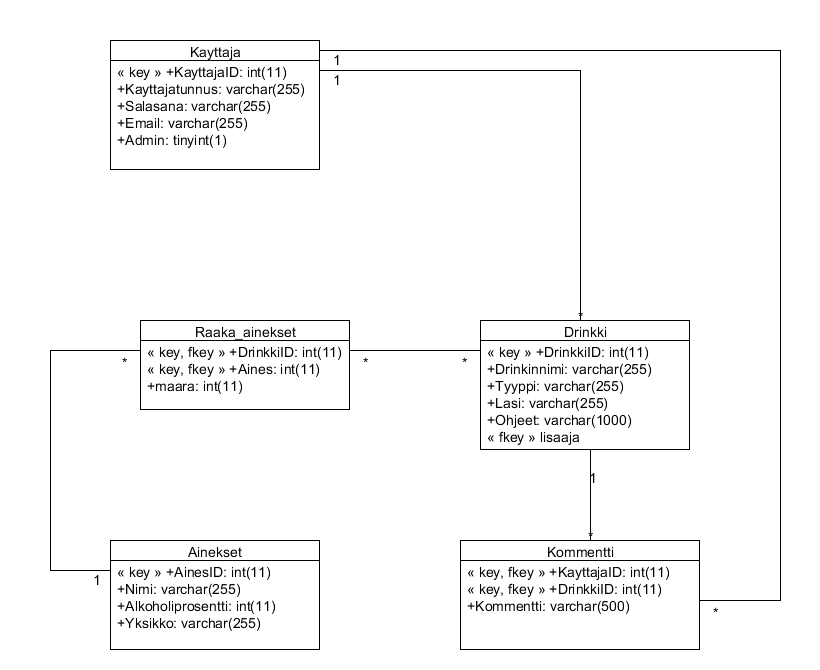 Kayttaja
« key » +KayttajaID: int(11)
+Kayttajatunnus: varchar(255)
+Salasana: varchar(255)
+Email: varchar(255)
+Admin: tinyint(1)
1
1
Raaka_ainekset
« key, fkey » +DrinkkiID: int(11)
« key, fkey » +Aines: int(11)
+maara: int(11)
*
*
*
*
Drinkki
« key » +DrinkkiID: int(11)
+Drinkinnimi: varchar(255)
+Tyyppi: varchar(255)
+Lasi: varchar(255)
+Ohjeet: varchar(1000)
« fkey » lisaaja
1
*
Ainekset
« key » +AinesID: int(11)
+Nimi: varchar(255)
+Alkoholiprosentti: int(11)
+Yksikko: varchar(255)
1
Kommentti
« key, fkey » +KayttajaID: int(11)
« key, fkey » +DrinkkiID: int(11)
+Kommentti: varchar(500)
*